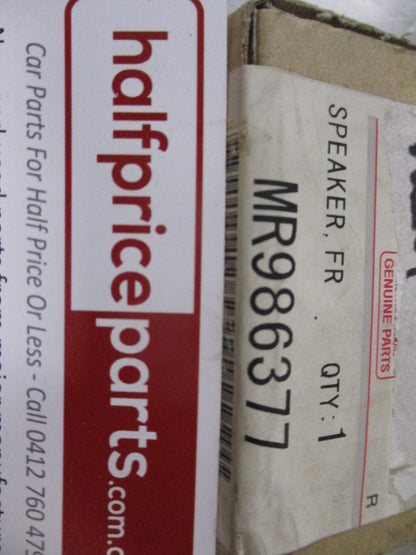 GENUINE PARTS
SPEAKER, FR . QTY: 1
MR986377
R
halfpriceparts.com.a
Car Parts For Half Price Or Less - Call 0412 760 479